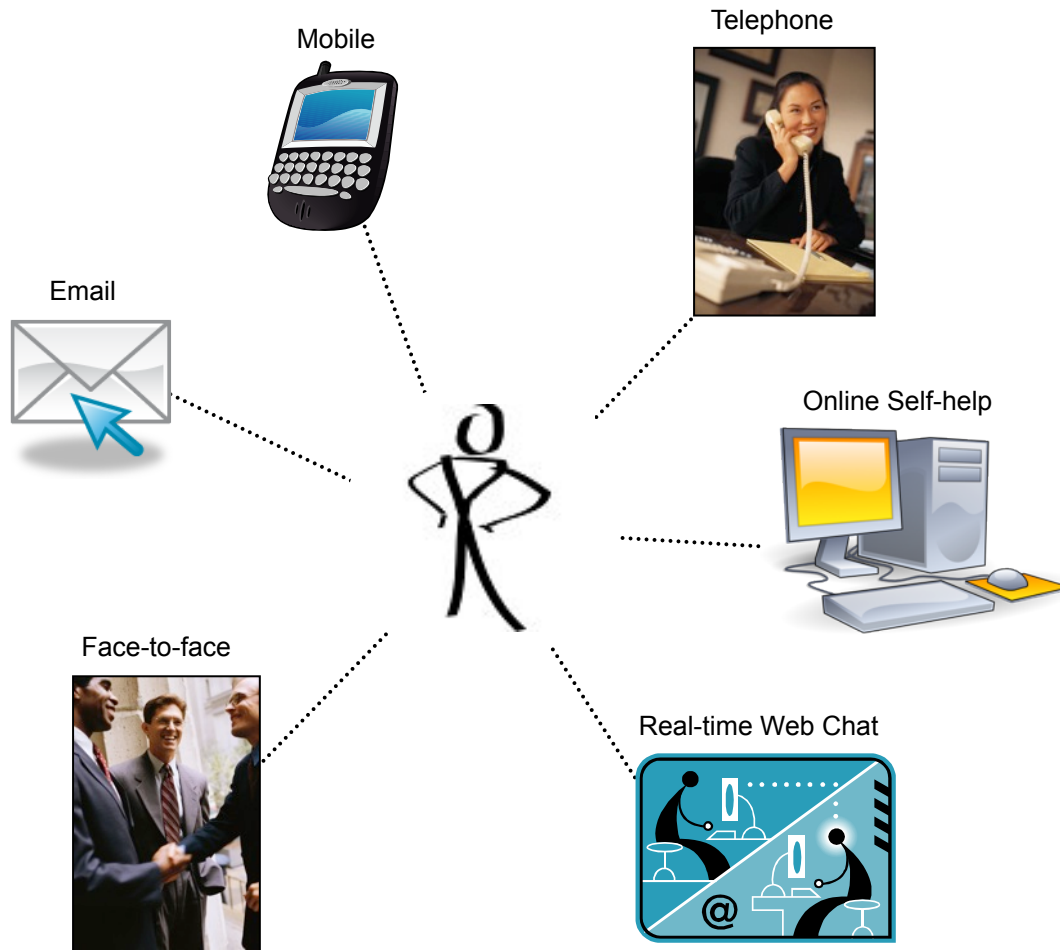 Telephone
Mobile
Email
Online Self-help
Face-to-face
Real-time Web Chat
@